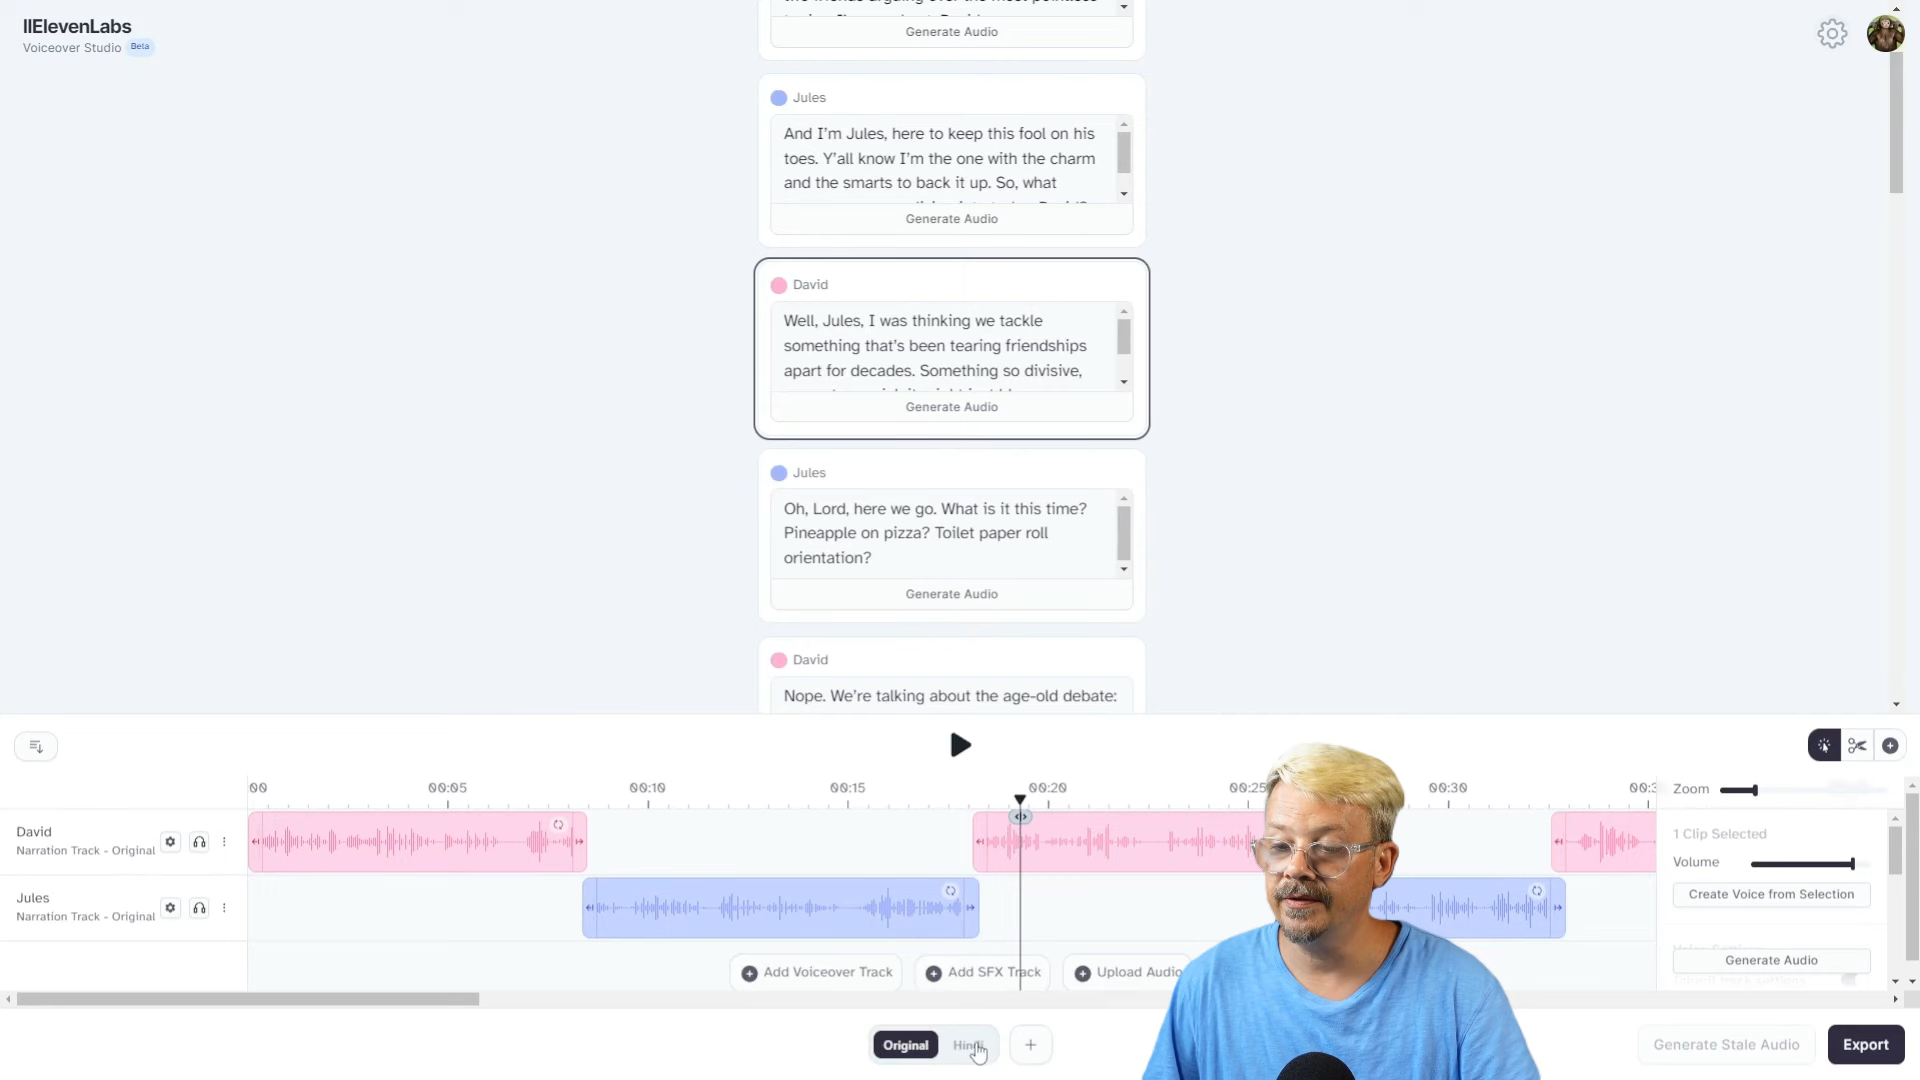 IIElevenLabs
Voiceover Studio Beta
Generate Audio
Jules
And I'm Jules, here to keep this fool on his
toes. Y'all know I'm the one with the charm
and the smarts to back it up. So, what
Generate Audio
David
Well, Jules, I was thinking we tackle
something that's been tearing friendships
apart for decades. Something so divisive,
Generate Audio
Jules
Oh, Lord, here we go. What is it this time?
Pineapple on pizza? Toilet paper roll
orientation?
Generate Audio
David
Nope. We're talking about the age-old debate:
00 00:05 00:10 00:15 00:20 00:25 00:30 00:3
Zoom
David
Narration Track - Original
1 Clip Selected
Volume
Jules
Narration Track - Original
Create Voice from Selection
Generate Audio
Add Voiceover Track Add SFX Track Upload Audio
Original Hindi +
Generate Stale Audio Export